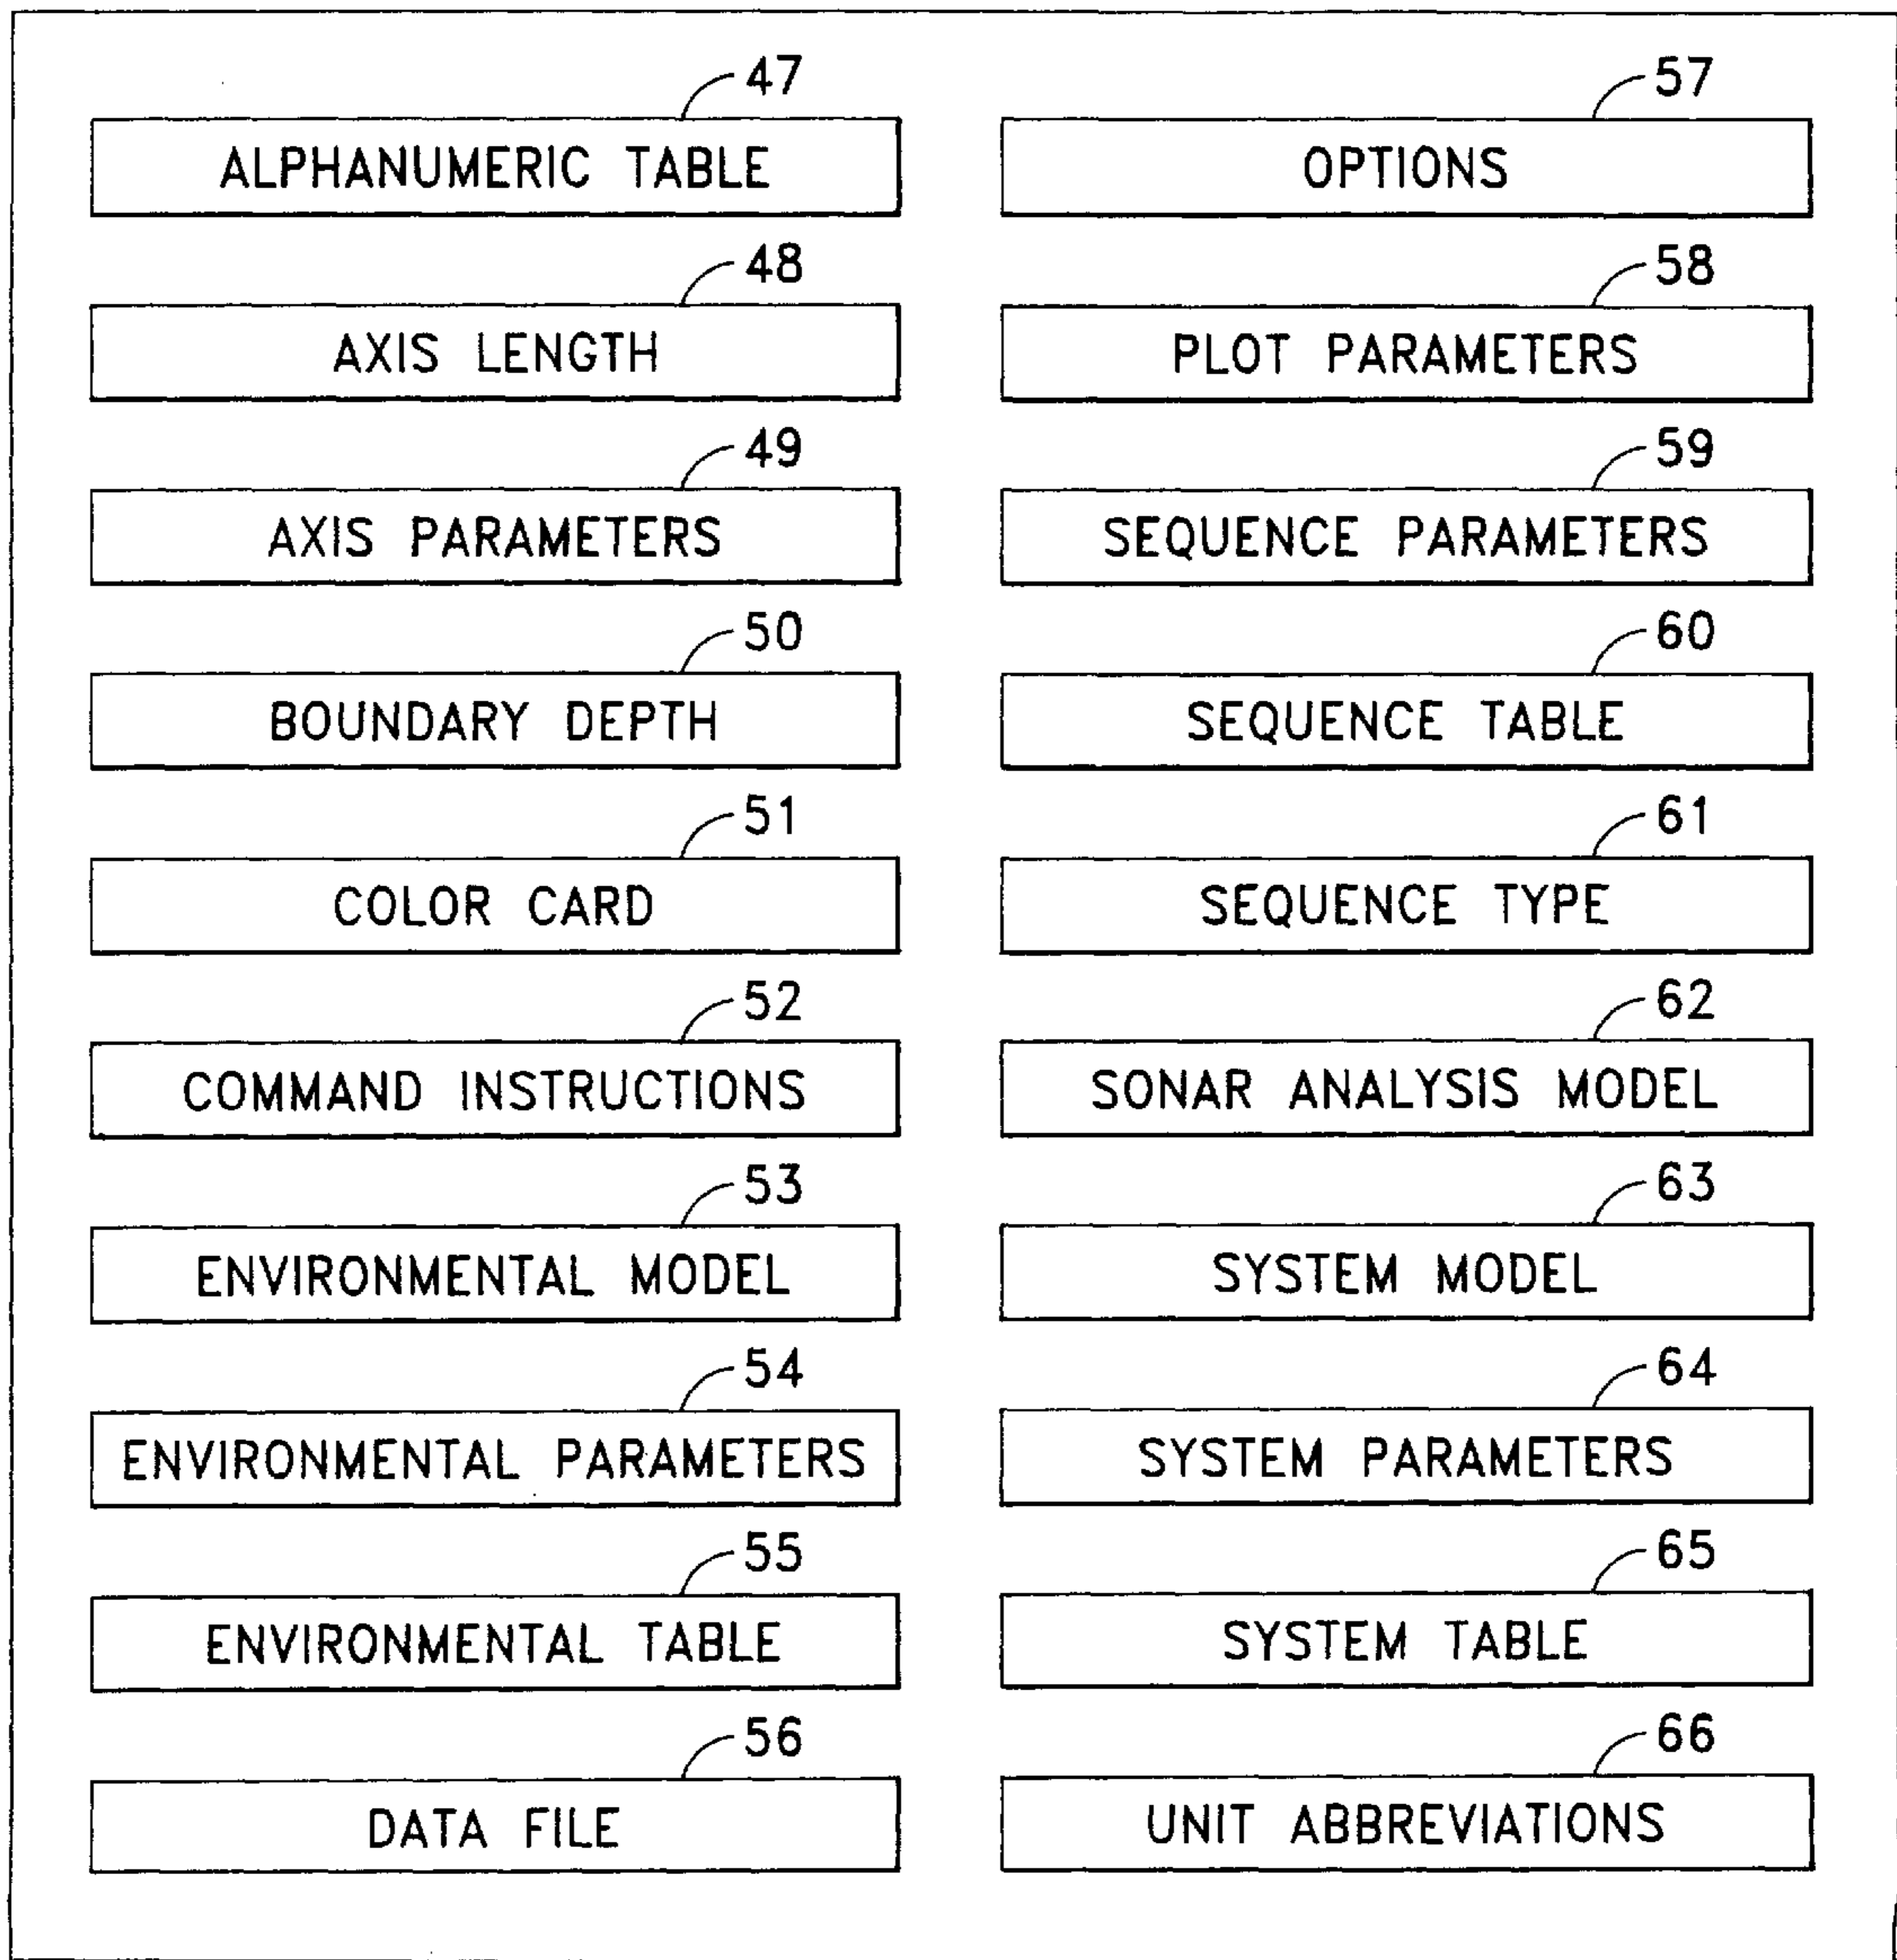 47
ALPHANUMERIC TABLE
48
AXIS LENGTH
49
AXIS PARAMETERS
50
BOUNDARY DEPTH
51
COLOR CARD
52
COMMAND INSTRUCTIONS
53
ENVIRONMENTAL MODEL
54
ENVIRONMENTAL PARAMETERS
55
ENVIRONMENTAL TABLE
56
DATA FILE
57
OPTIONS
58
PLOT PARAMETERS
59
SEQUENCE PARAMETERS
60
SEQUENCE TABLE
61
SEQUENCE TYPE
62
SONAR ANALYSIS MODEL
63
SYSTEM MODEL
64
SYSTEM PARAMETERS
65
SYSTEM TABLE
66
UNIT ABBREVIATIONS